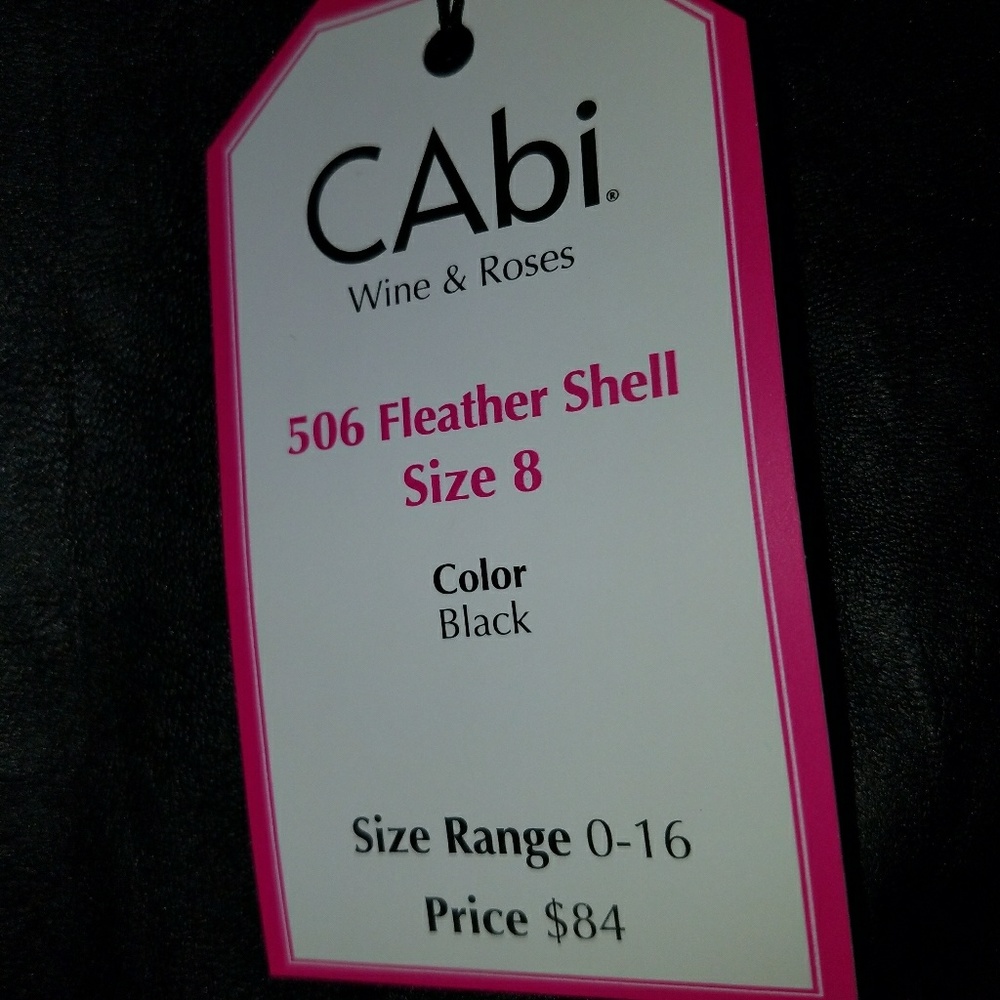 CAbi®
Wine & Roses
506 Fleather Shell
Size 8
Color
Black
Size Range 0-16
Price $84